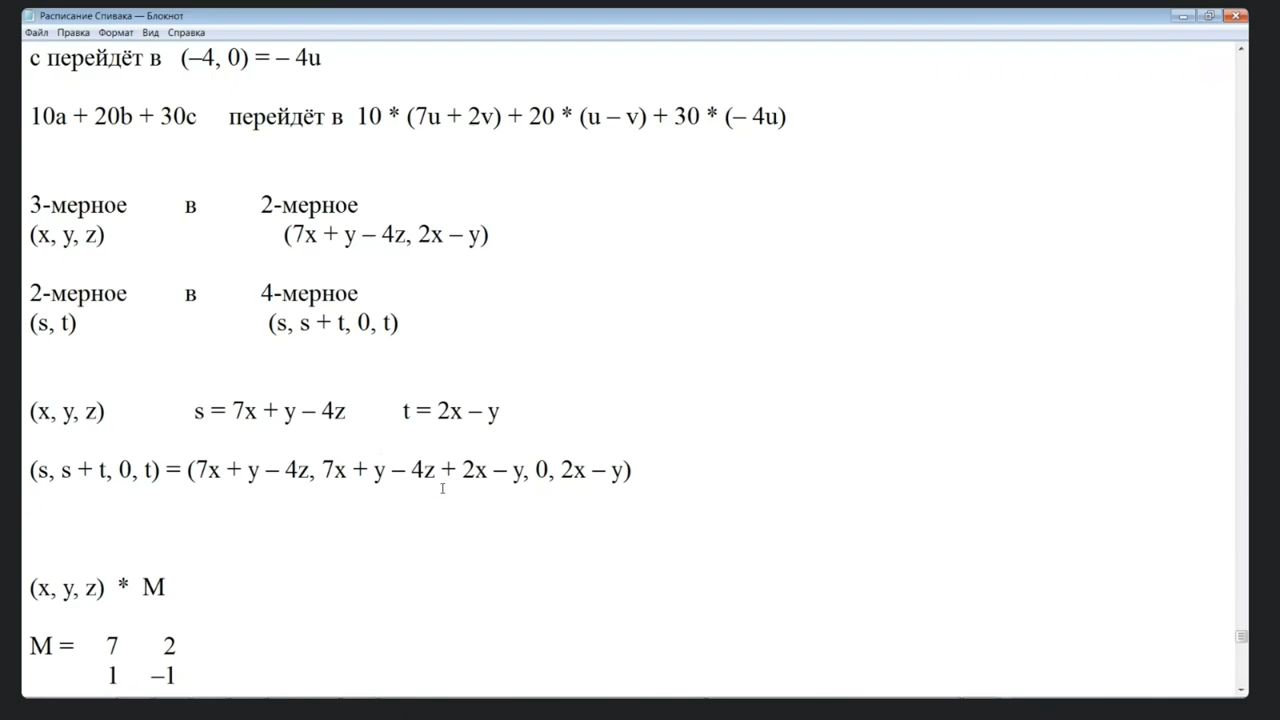 Расписание Спивака — Блокнот
Файл Правка Формат Вид Справка
с перейдёт в (–4, 0) = – 4u
10a + 20b + 30c перейдёт в 10 * (7u + 2v) + 20 * (u – v) + 30 * (– 4u)
3-мерное в 2-мерное
(x, y, z) (7x + y – 4z, 2x – y)
2-мерное в 4-мерное
(s, t) (s, s + t, 0, t)
(x, y, z) s = 7x + y – 4z t = 2x – y
(s, s + t, 0, t) = (7x + y – 4z, 7x + y – 4z + 2x – y, 0, 2x – y)
(x, y, z) * M
M = 7 2
1 –1